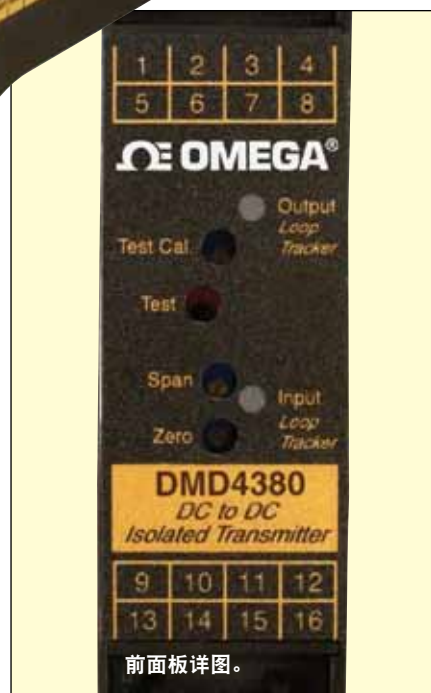 1 2 3 4
5 6 7 8
OMEGA®
Output
Loop
Tracker
Test Cal
Test
Span
Input
Loop
Tracker
Zero
DMD4380
DC to DC
Isolated Transmitter
9 10 11 12
13 14 15 16
前面板详图。